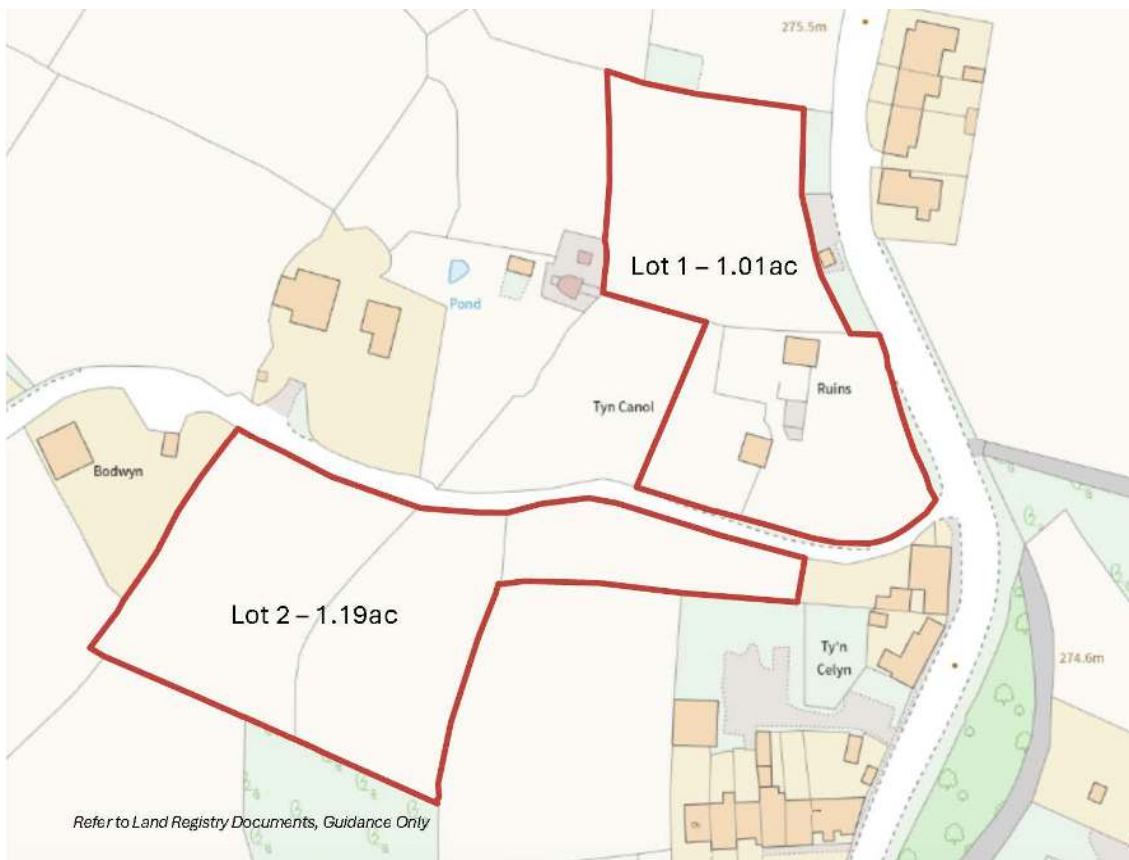 275.5m
Lot 1 – 1.01ac
Pond
Ruins
Tyn Canol
Bodwyn
Lot 2 – 1.19ac
Ty'n
Celyn
274.6m
Refer to Land Registry Documents, Guidance Only